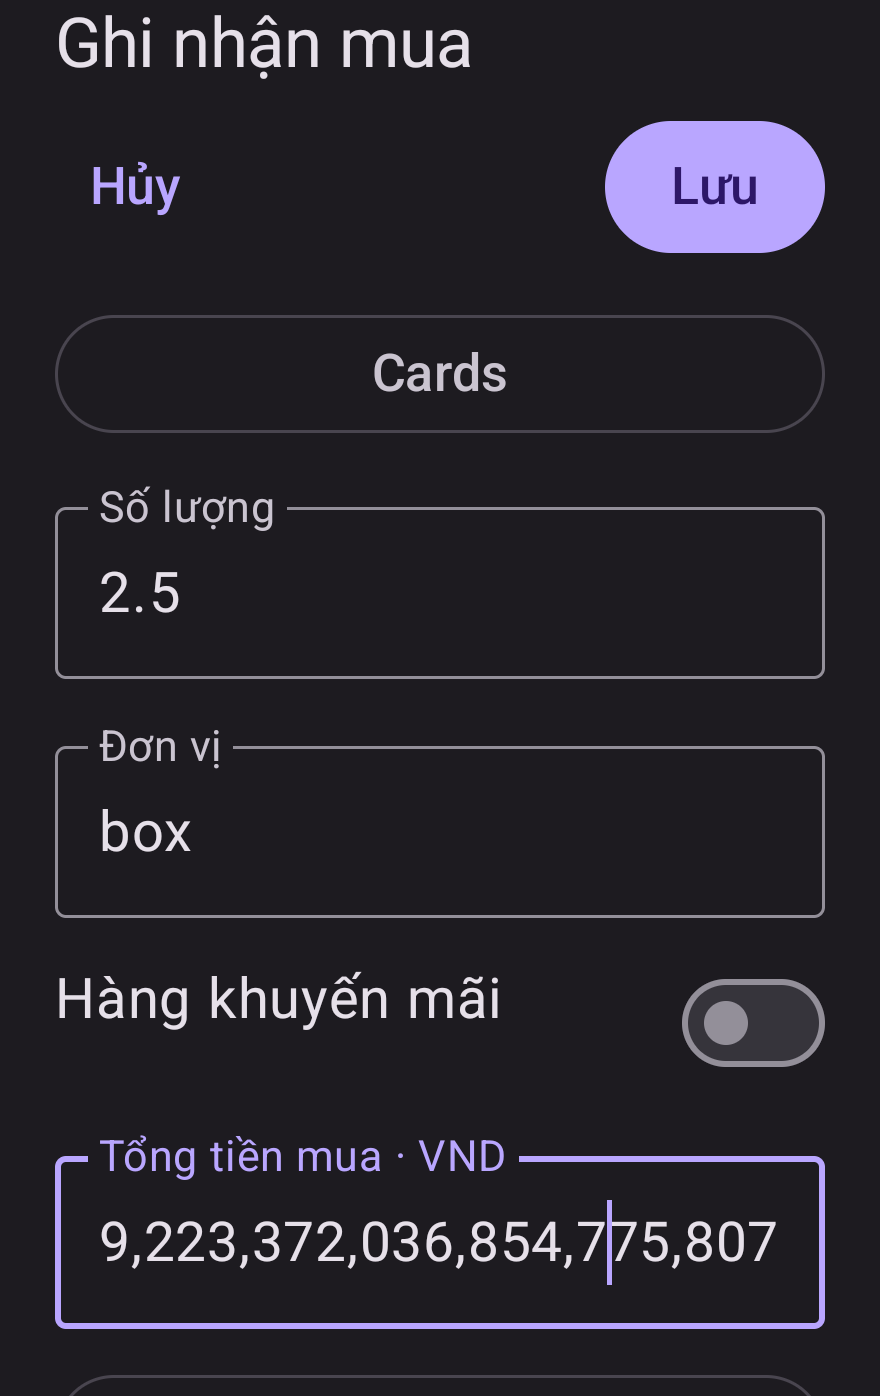 Ghi nhận mua
Hủy
Lưu
Cards
Số lượng
2.5
Đơn vị
box
Hàng khuyến mãi
Tổng tiền mua · VND
9,223,372,036,854,775,807